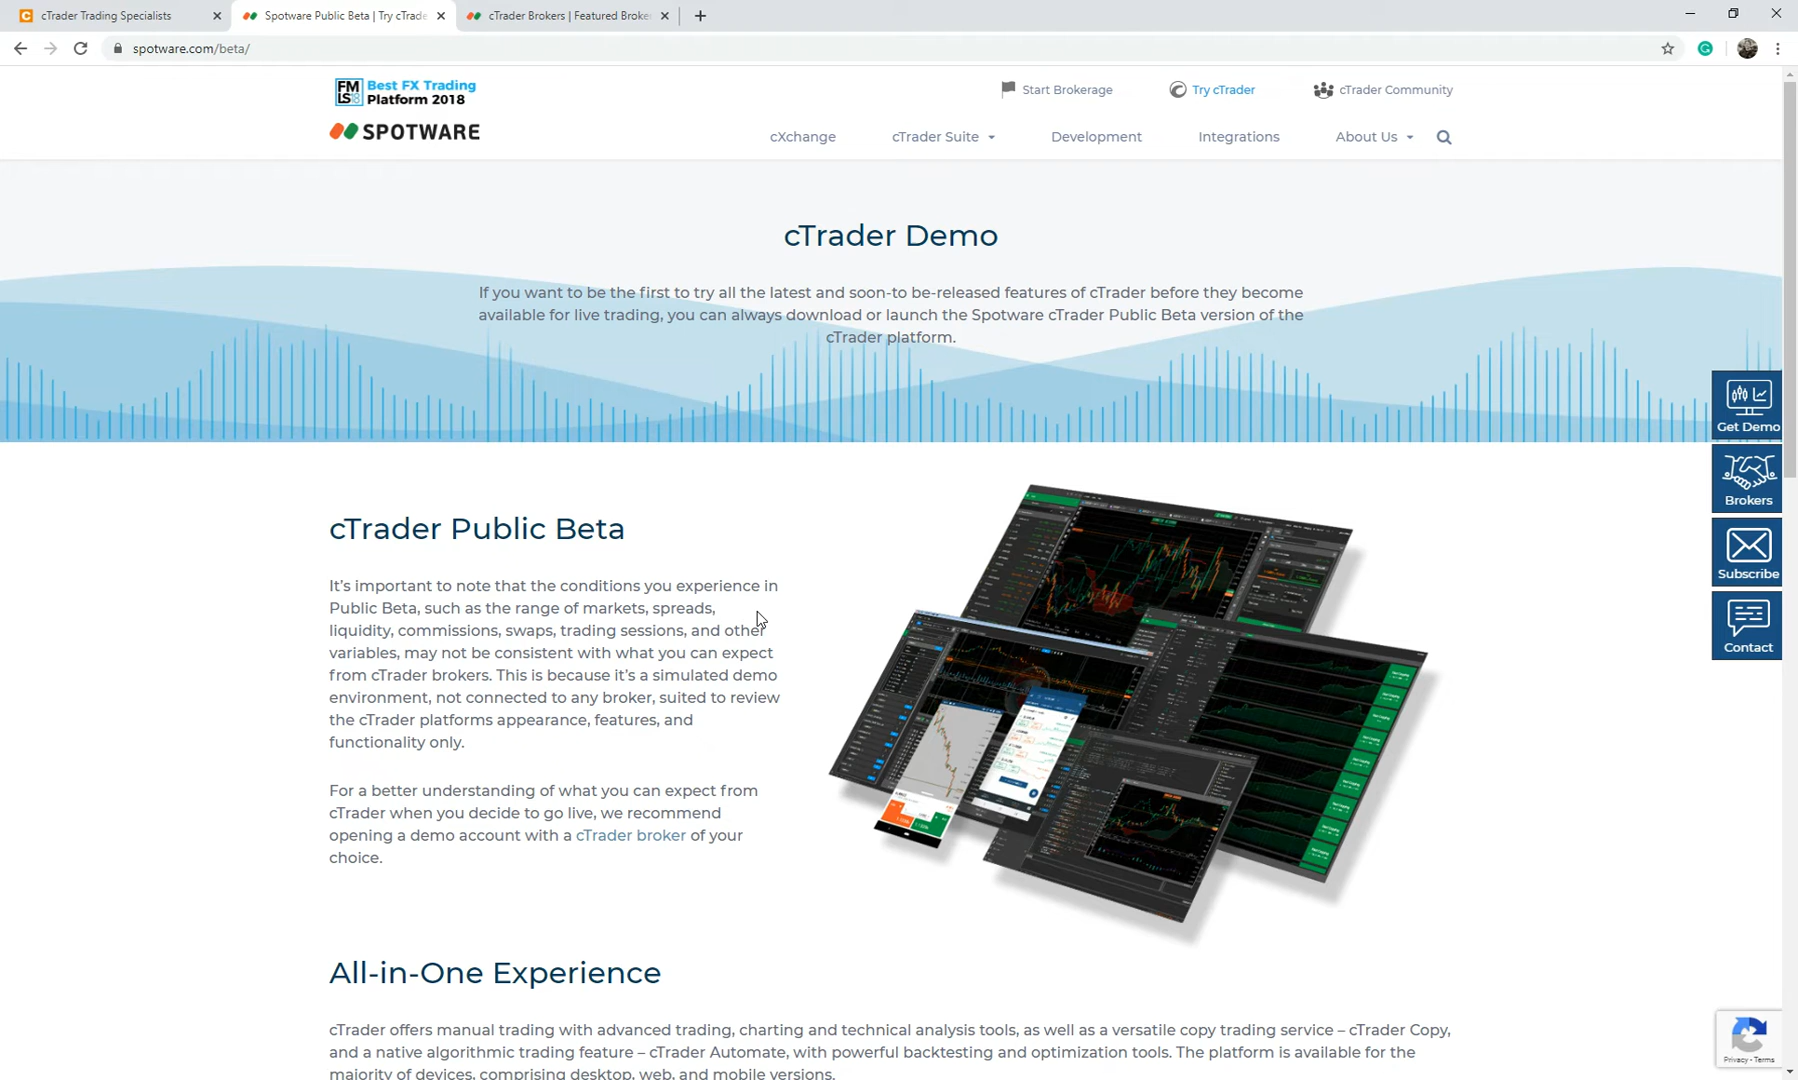 cTrader Trading Specialists
Spotware Public Beta | Try cTrade
cTrader Brokers | Featured Broke
spotware.com/beta/
FM
LS18
Best FX Trading
Platform 2018
SPOTWARE
Start Brokerage
Try cTrader
cTrader Community
cXchange
cTrader Suite
Development
Integrations
About Us
cTrader Demo
If you want to be the first to try all the latest and soon-to be-released features of cTrader before they become
available for live trading, you can always download or launch the Spotware cTrader Public Beta version of the
cTrader platform.
Get Demo
Brokers
Subscribe
Contact
cTrader Public Beta
It's important to note that the conditions you experience in
Public Beta, such as the range of markets, spreads,
liquidity, commissions, swaps, trading sessions, and other
variables, may not be consistent with what you can expect
from cTrader brokers. This is because it's a simulated demo
environment, not connected to any broker, suited to review
the cTrader platforms appearance, features, and
functionality only.
For a better understanding of what you can expect from
cTrader when you decide to go live, we recommend
opening a demo account with a cTrader broker of your
choice.
All-in-One Experience
cTrader offers manual trading with advanced trading, charting and technical analysis tools, as well as a versatile copy trading service – cTrader Copy,
and a native algorithmic trading feature – cTrader Automate, with powerful backtesting and optimization tools. The platform is available for the
majority of devices, comprising desktop, web, and mobile versions.
Privacy - Terms